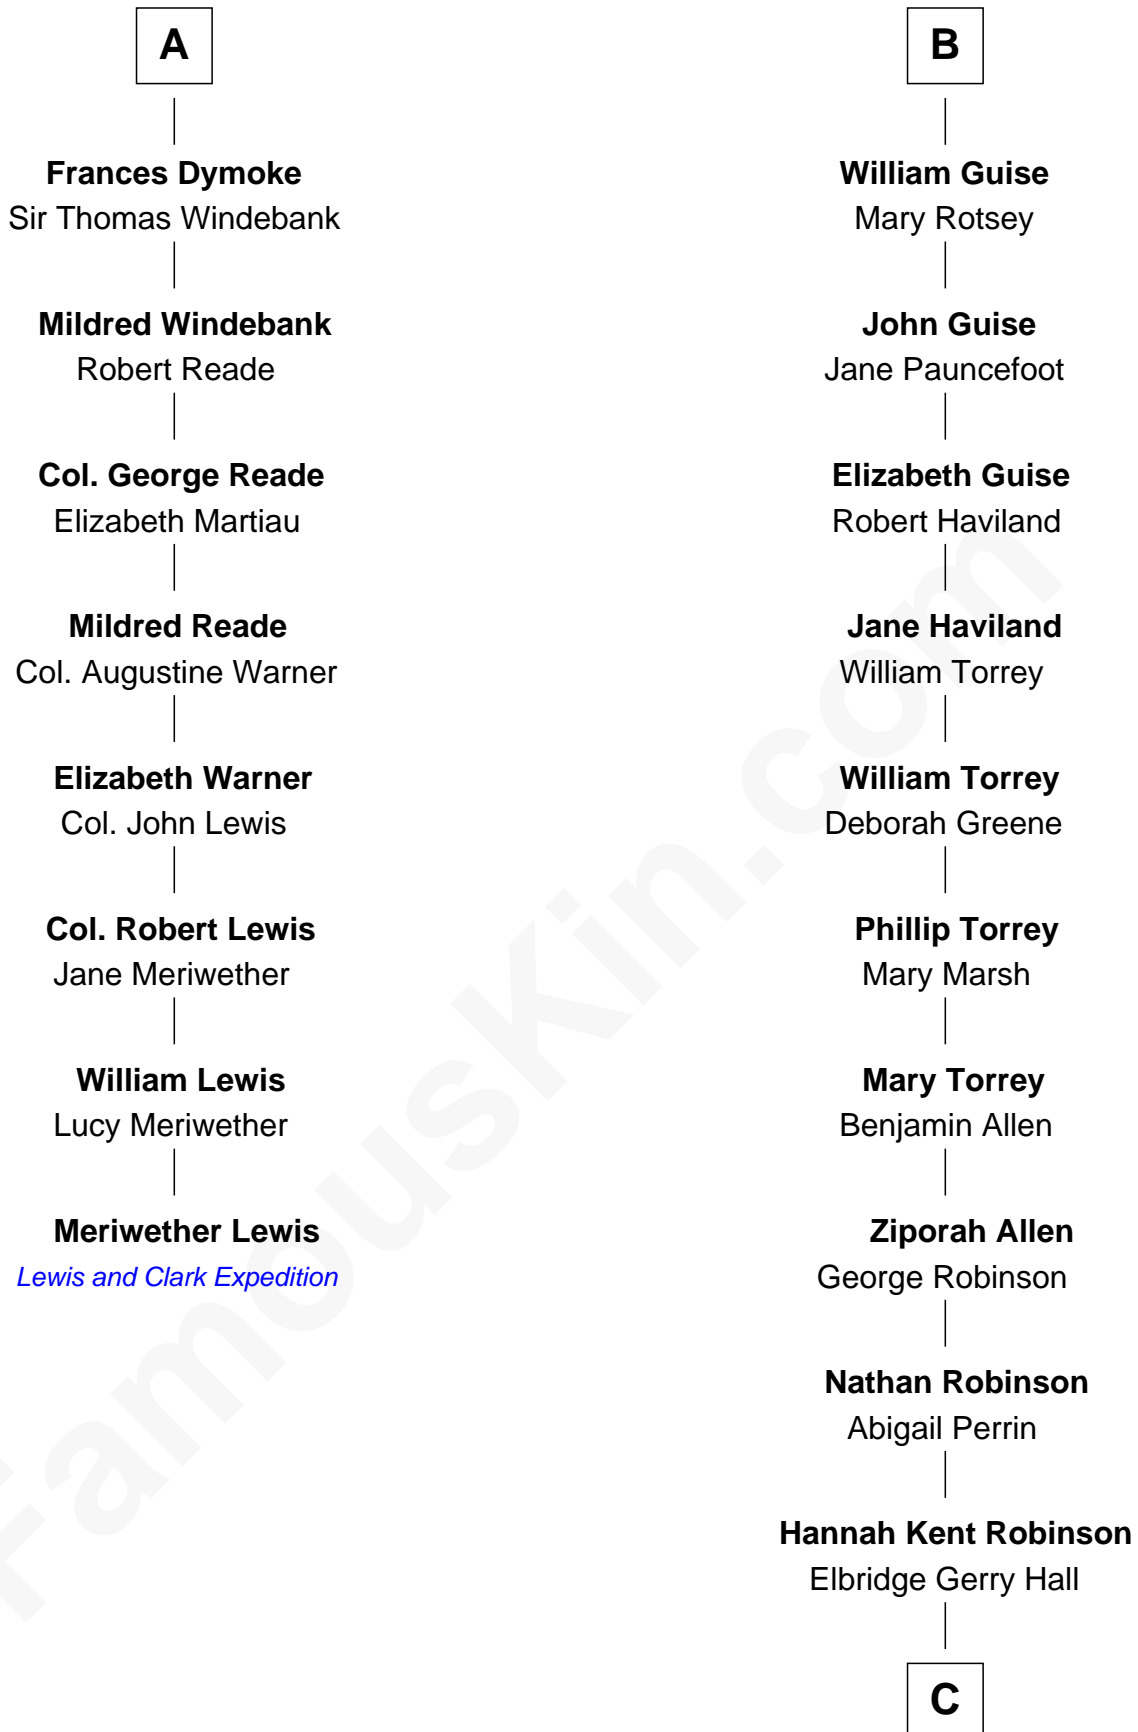 A
Frances Dymoke
Sir Thomas Windebank
Mildred Windebank
Robert Reade
Col. George Reade
Elizabeth Martiau
Mildred Reade
Col. Augustine Warner
Elizabeth Warner
Col. John Lewis
Col. Robert Lewis
Jane Meriwether
William Lewis
Lucy Meriwether
Meriwether Lewis
Lewis and Clark Expedition
B
William Guise
Mary Rotsey
John Guise
Jane Pauncefoot
Elizabeth Guise
Robert Haviland
Jane Haviland
William Torrey
William Torrey
Deborah Greene
Phillip Torrey
Mary Marsh
Mary Torrey
Benjamin Allen
Ziporah Allen
George Robinson
Nathan Robinson
Abigail Perrin
Hannah Kent Robinson
Elbridge Gerry Hall
C
FamousKin.com